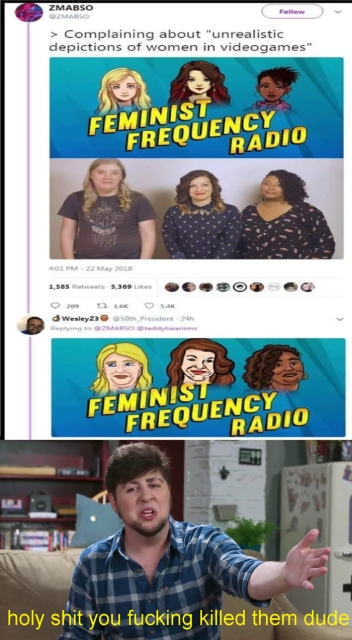 ZMABSO
@ZMABSO
Follow
> Complaining about "unrealistic
depictions of women in videogames"
FEMINIST
FREQUENCY
RADIO
4:01 PM - 22 May 2018
1,585 Retweets 5,369 Likes
209 1.6K 5.4K
WesleyZ3 @50th_President · 24h
Replying to @ZMABSO @teddybearisms
FEMINIST
FREQUENCY
RADIO
holy shit you fucking killed them dude